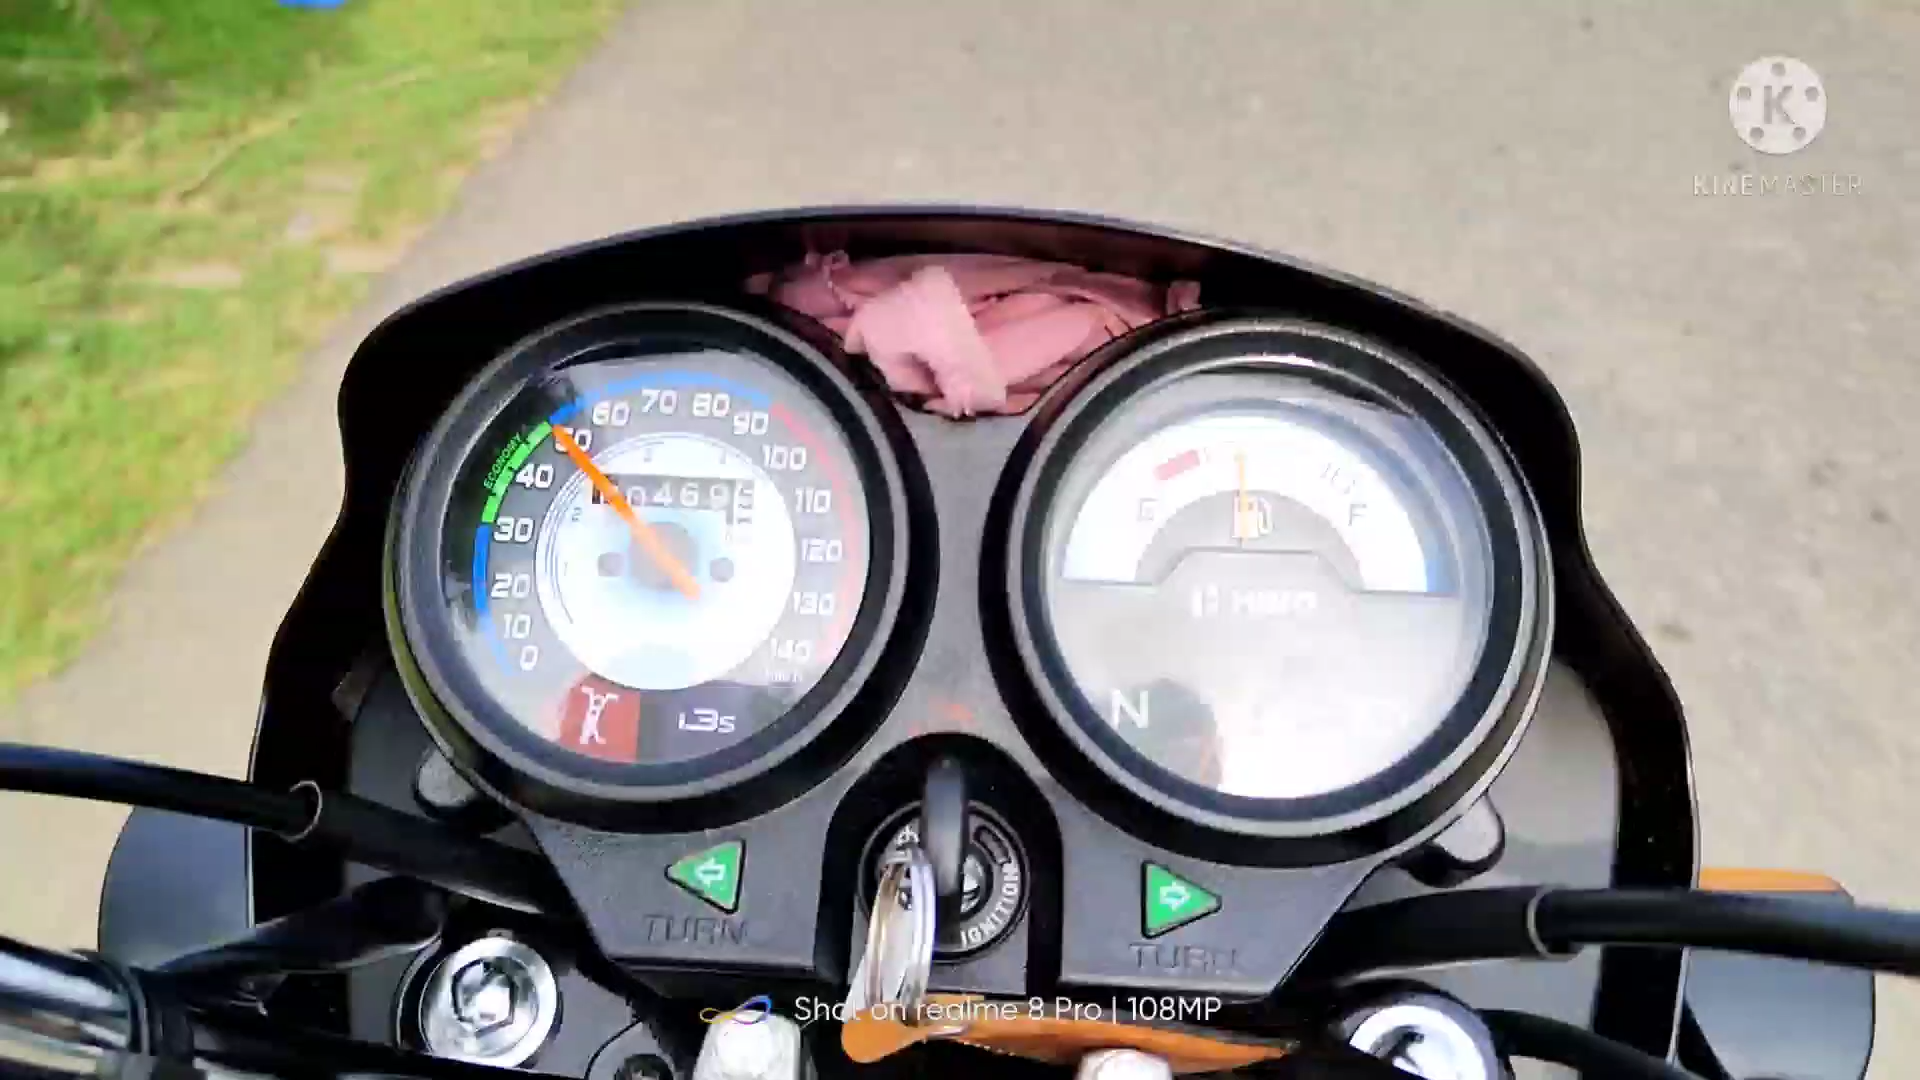 KINEMASTER
60 70 80
50 90
ECONOMY
40 100
30 110
20 120
10 130
0 140
i3s
E F
N
TURN
IGNITION
TURN
Shot on realme 8 Pro | 108MP